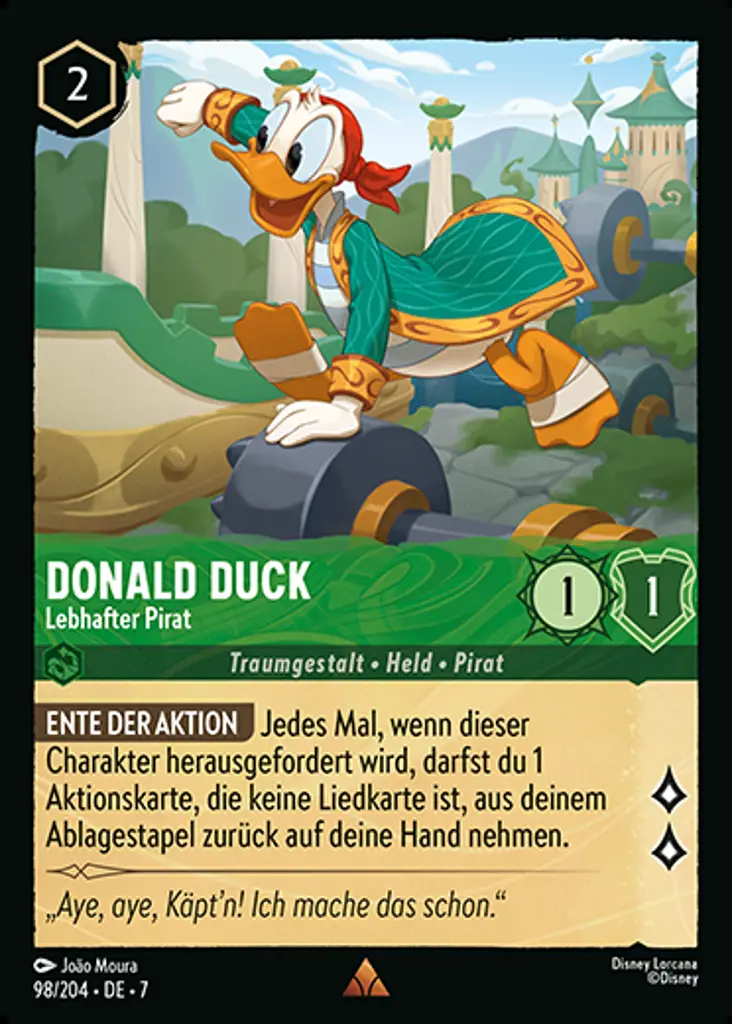 2
DONALD DUCK
Lebhafter Pirat
1
1
Traumgestalt • Held • Pirat
ENTE DER AKTION Jedes Mal, wenn dieser
Charakter herausgefordert wird, darfst du 1
Aktionskarte, die keine Liedkarte ist, aus deinem
Ablagestapel zurück auf deine Hand nehmen.
„Aye, aye, Käpt’n! Ich mache das schon.“
João Moura
98/204 • DE • 7
Disney Lorcana
©Disney